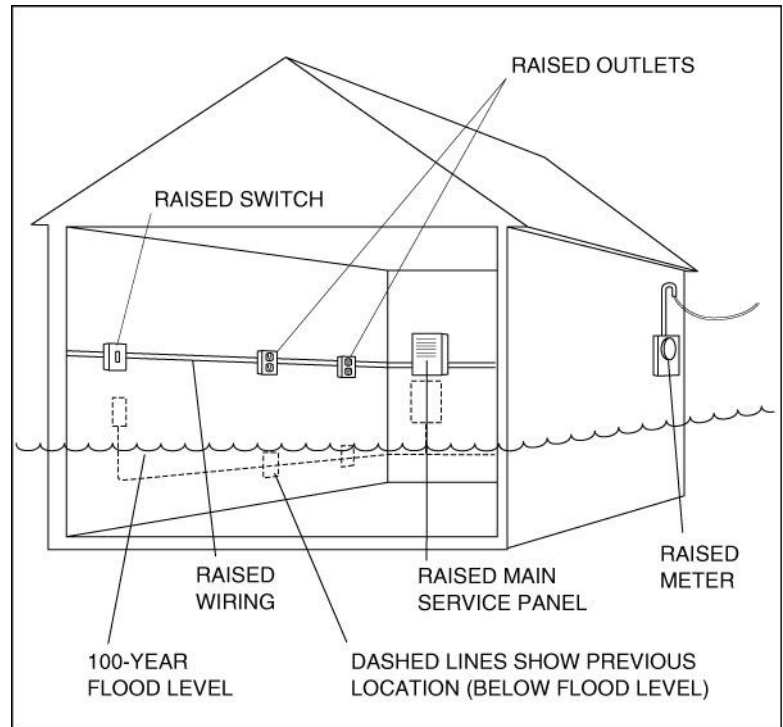 RAISED OUTLETS
RAISED SWITCH
RAISED
WIRING
RAISED MAIN
SERVICE PANEL
RAISED
METER
100-YEAR
FLOOD LEVEL
DASHED LINES SHOW PREVIOUS
LOCATION (BELOW FLOOD LEVEL)